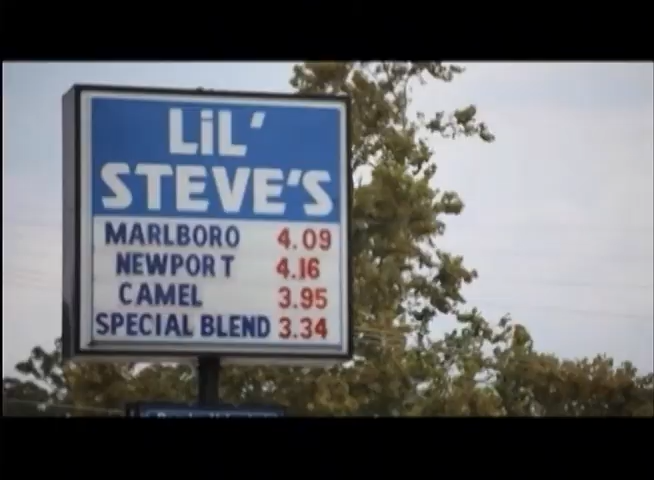 LiL'
STEVE'S
MARLBORO 4.09
NEWPORT 4.16
CAMEL 3.95
SPECIAL BLEND 3.34